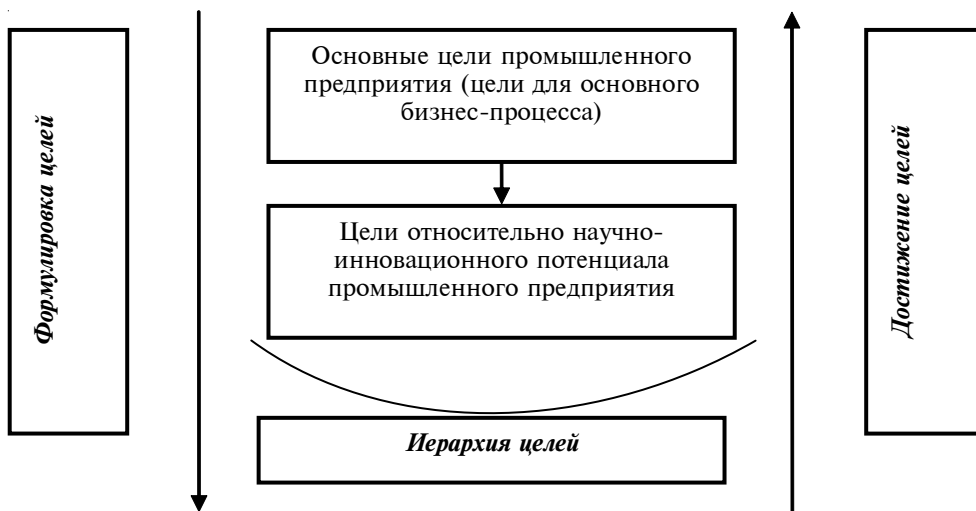 Формулировка целей
Основные цели промышленного
предприятия (цели для основного
бизнес-процесса)
Цели относительно научно-
инновационного потенциала
промышленного предприятия
Иерархия целей
Достижение целей